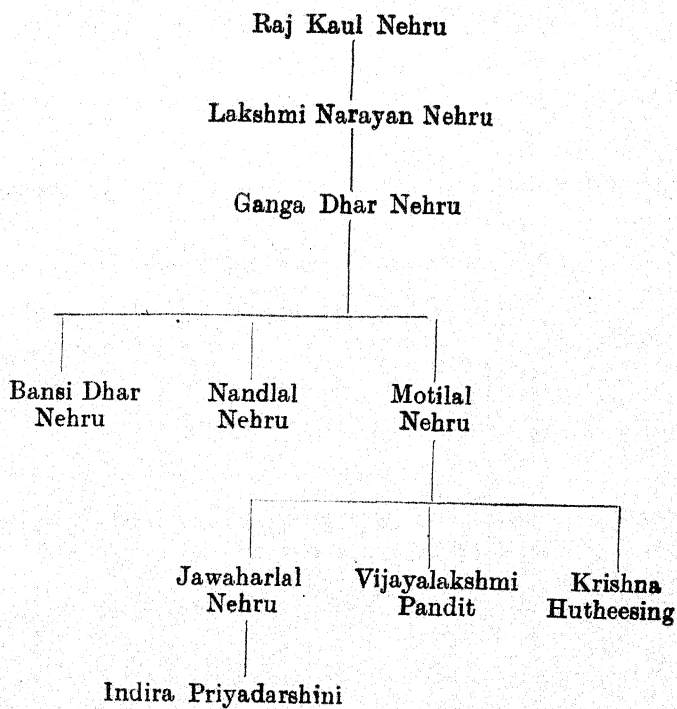 Raj Kaul Nehru
Lakshmi Narayan Nehru
Ganga Dhar Nehru
Bansi Dhar
Nehru
Nandlal
Nehru
Motilal
Nehru
Jawaharlal
Nehru
Vijayalakshmi
Pandit
Krishna
Hutheesing
Indira Priyadarshini